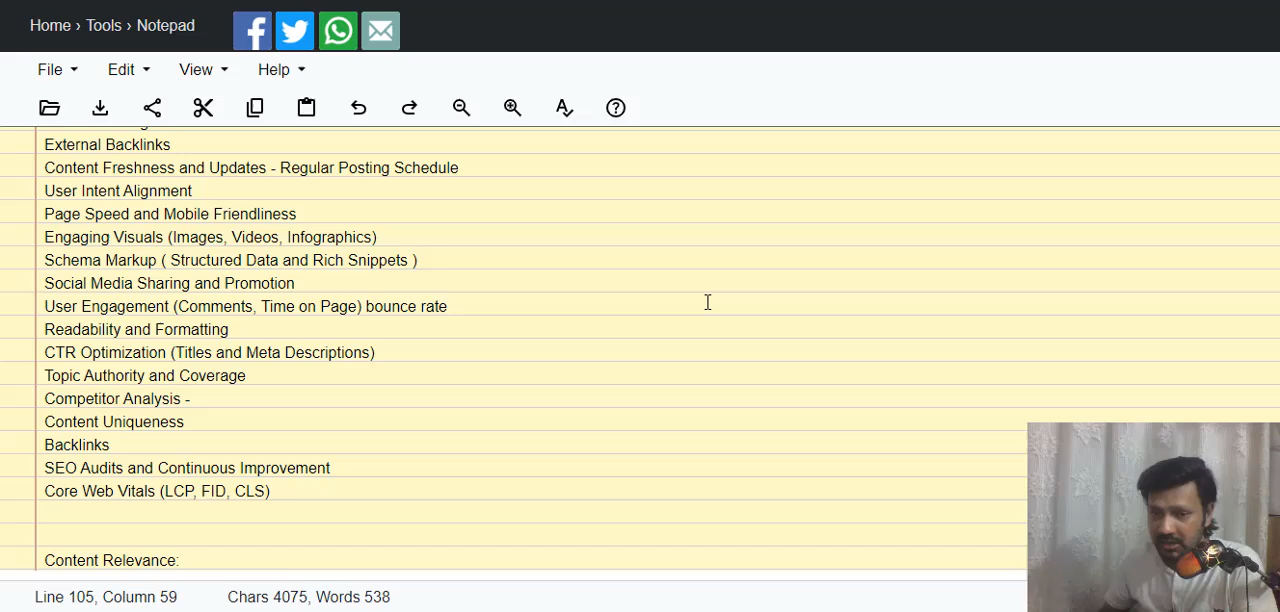 Home › Tools › Notepad
File Edit View Help
External Backlinks
Content Freshness and Updates - Regular Posting Schedule
User Intent Alignment
Page Speed and Mobile Friendliness
Engaging Visuals (Images, Videos, Infographics)
Schema Markup ( Structured Data and Rich Snippets )
Social Media Sharing and Promotion
User Engagement (Comments, Time on Page) bounce rate
Readability and Formatting
CTR Optimization (Titles and Meta Descriptions)
Topic Authority and Coverage
Competitor Analysis -
Content Uniqueness
Backlinks
SEO Audits and Continuous Improvement
Core Web Vitals (LCP, FID, CLS)
Content Relevance:
Line 105, Column 59 Chars 4075, Words 538